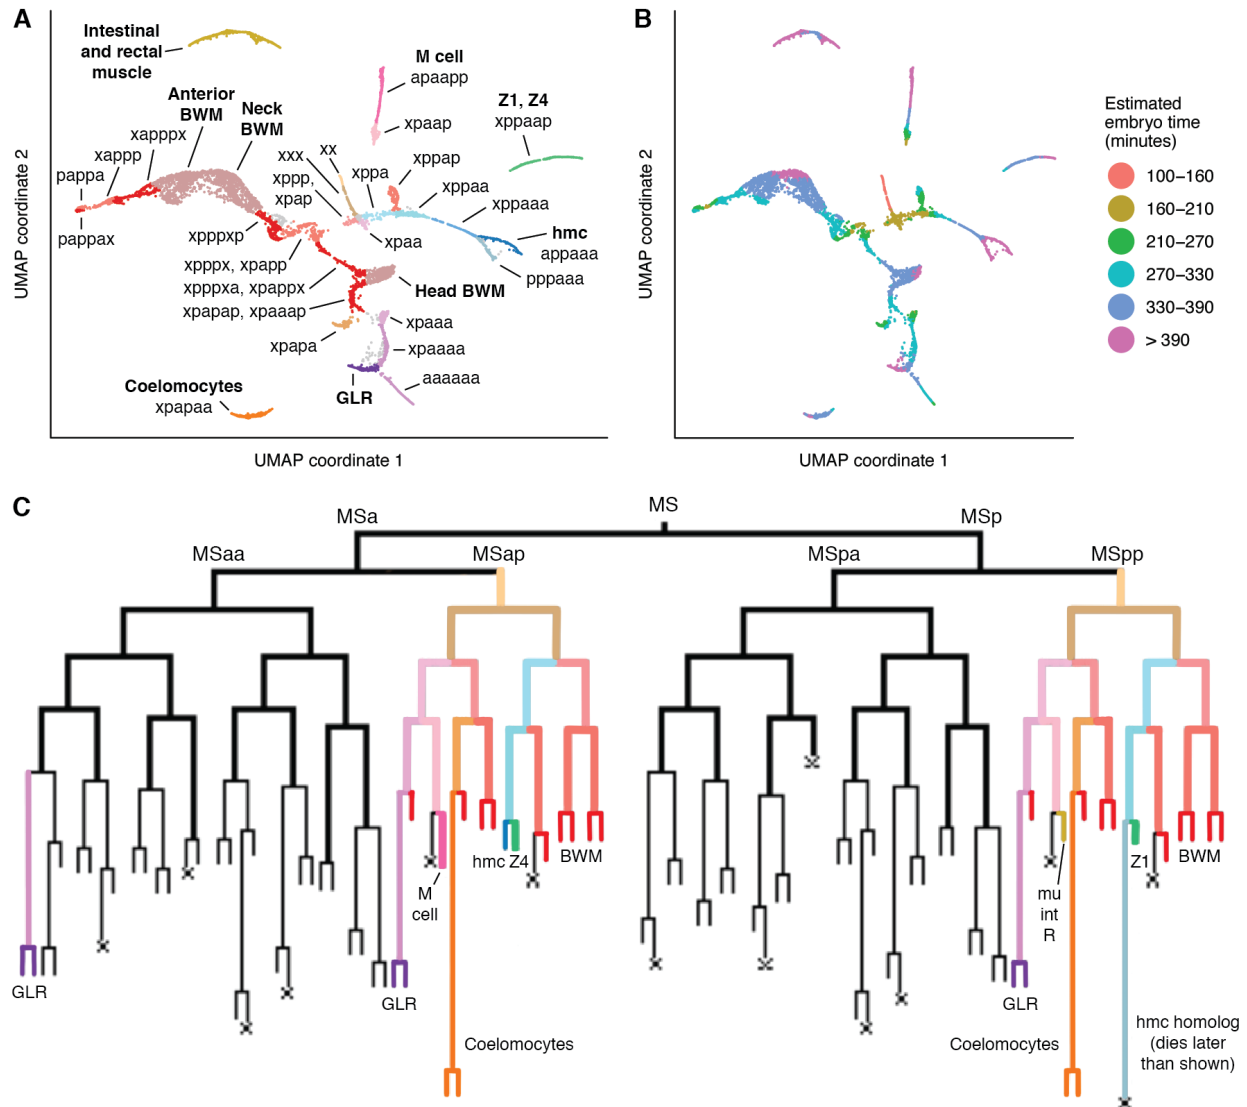 A
Intestinal
and rectal
muscle
M cell
apaapp
Anterior
BWM
Neck
BWM
Z1, Z4
xppaap
xpaap
xapppx
xappp
pappa
pappax
xx
xxx
xppp,
xpap
xppa
xppap
xppaa
xppaaa
hmc
appaaa
pppaaa
xpaa
xpppxp
xpppx, xpapp
xpppxa, xpappx
xpapap, xpaaap
Head BWM
xpapa
xpaaa
xpaaaa
aaaaaa
GLR
Coelomocytes
xpapaa
UMAP coordinate 2
UMAP coordinate 1
B
UMAP coordinate 2
UMAP coordinate 1
Estimated
embryo time
(minutes)
100–160
160–210
210–270
270–330
330–390
> 390
C
MS
MSa
MSp
MSaa
MSap
MSpa
MSpp
GLR
GLR
M
cell
hmc
Z4
BWM
Coelomocytes
GLR
mu
int
R
Z1
BWM
Coelomocytes
hmc homolog
(dies later
than shown)